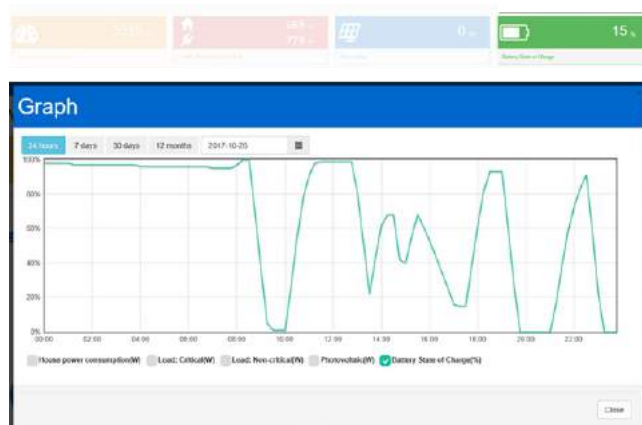 0
15 %
Battery State of Charge
Graph
24 hours 7 days 30 days 12 months 2017-10-25
100%
80%
60%
40%
20%
0%
00:00 02:00 04:00 06:00 08:00 10:00 12:00 14:00 16:00 18:00 20:00 22:00
House power consumption(W) Load: Critical(W) Load: Non-critical(W) Photovoltaic(W) Battery State of Charge(%)
Close